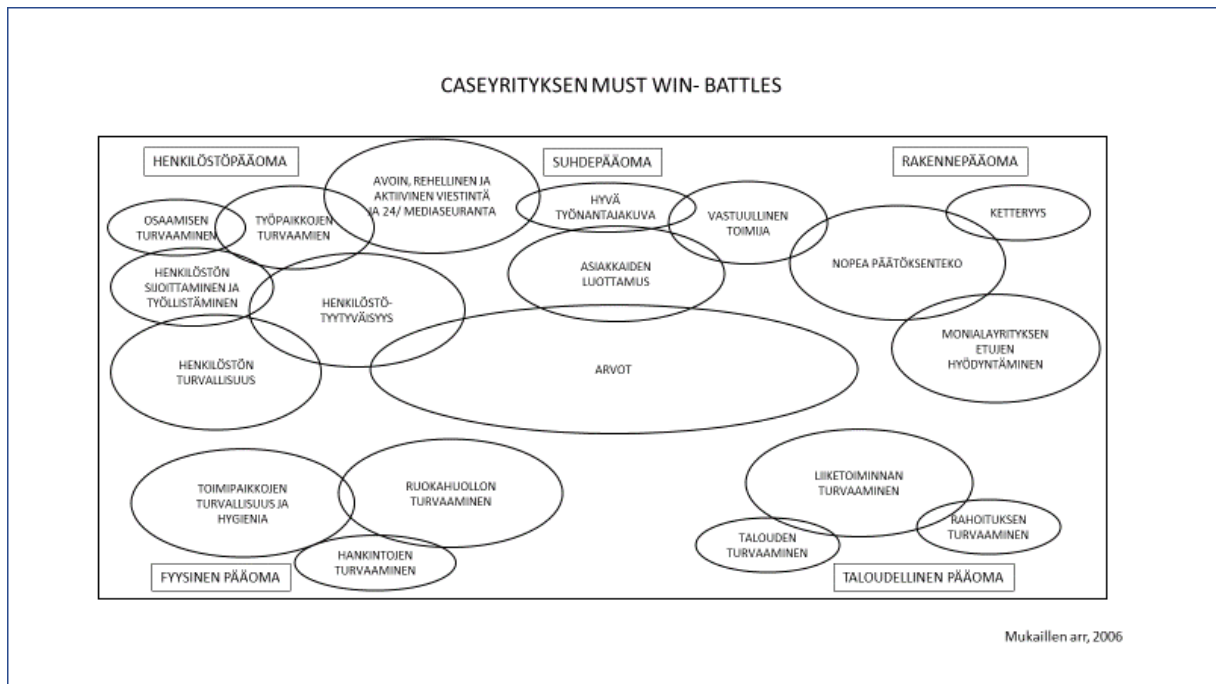 CASEYRITYKSEN MUST WIN- BATTLES
HENKILÖSTÖPÄÄOMA
SUHDEPÄÄOMA
RAKENNEPÄÄOMA
AVOIN, REHELLINEN JA
AKTIIVINEN VIESTINTÄ
JA 24/ MEDIASEURANTA
OSAAMISEN
TURVAAMINEN
TYÖPAIKKOJEN
TURVAAMIEN
HYVÄ
TYÖNANTAJAKUVA
VASTUULLINEN
TOIMIJA
KETTERYYS
HENKILÖSTÖN
SIJOITTAMINEN JA
TYÖLLISTÄMINEN
HENKILÖSTÖ-
TYYTYVÄISYYS
ASIAKKAIDEN
LUOTTAMUS
NOPEA PÄÄTÖKSENTEKO
HENKILÖSTÖN
TURVALLISUUS
ARVOT
MONIALAYRITYKSEN
ETUJEN
HYÖDYNTÄMINEN
TOIMIPAIKKOJEN
TURVALLISUUS JA
HYGIENIA
RUOKAHUOLLON
TURVAAMINEN
LIIKETOIMINNAN
TURVAAMINEN
HANKINTOJEN
TURVAAMINEN
TALOUDEN
TURVAAMINEN
RAHOITUKSEN
TURVAAMINEN
FYYSINEN PÄÄOMA
TALOUDELLINEN PÄÄOMA
Mukaillen arr, 2006